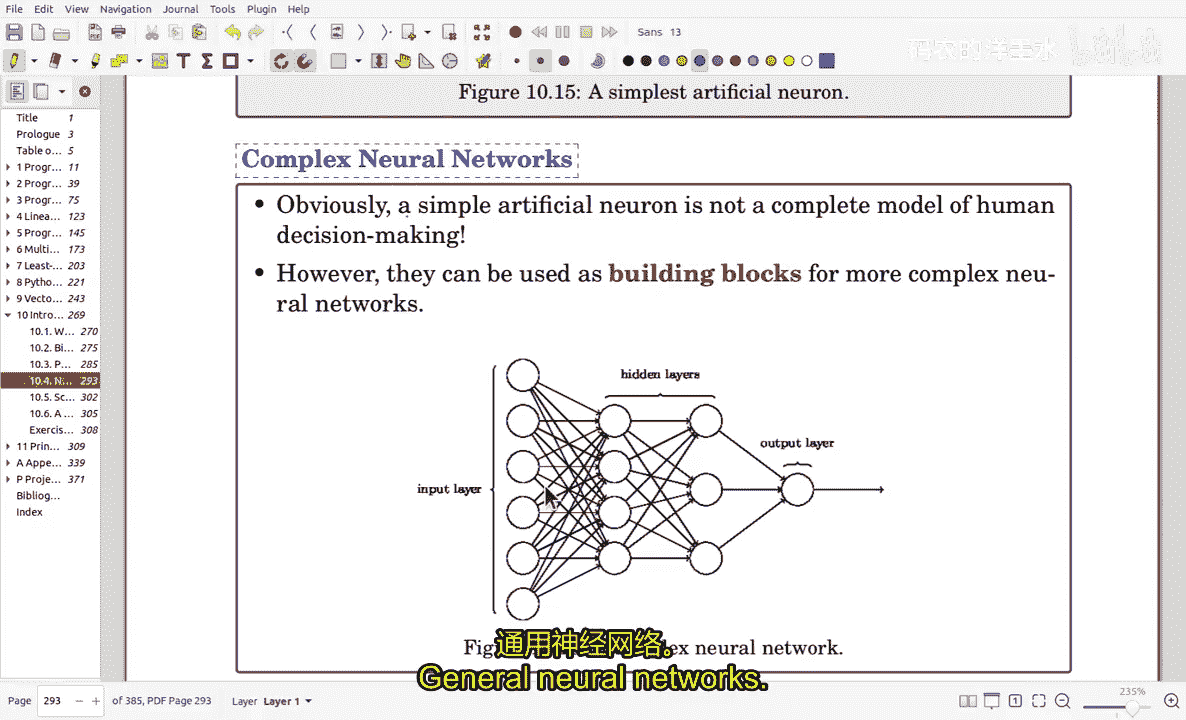 File Edit View Navigation Journal Tools Plugin Help
Sans 13
Title 1
Prologue 3
Table o... 5
1 Progr... 11
2 Progr... 39
3 Progr... 75
4 Linea... 123
5 Progr... 145
6 Multi... 173
7 Least-... 203
8 Pytho... 221
9 Vecto... 243
10 Intro... 269
10.1. W... 270
10.2. Bi... 275
10.3. P... 285
10.4. N... 293
10.5. Sc... 302
10.6. A ... 305
Exercis... 308
11 Prin... 309
A Appe... 339
P Proje... 371
Bibliog...
Index
Figure 10.15: A simplest artificial neuron.
Complex Neural Networks
• Obviously, a simple artificial neuron is not a complete model of human
decision-making!
• However, they can be used as building blocks for more complex neu-
ral networks.
hidden layers
output layer
input layer
neural network.
通用神经网络。
General neural networks.
Page 293 of 385, PDF Page 293 Layer Layer 1
235%